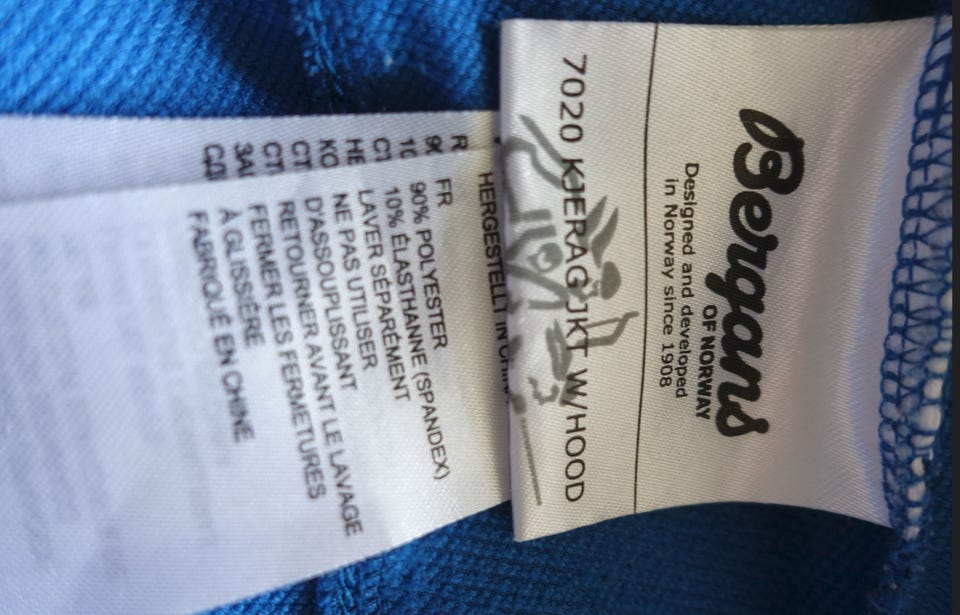 Bergans
OF NORWAY
Designed and developed
in Norway since 1908
7020 KJERAG JKT W/HOOD
HERGESTELLT IN
FR
90% POLYESTER
10% ÉLASTHANNE (SPANDEX)
LAVER SÉPARÉMENT
NE PAS UTILISER
D'ASSOUPLISSANT
RETOURNER AVANT LE LAVAGE
FERMER LES FERMETURES
À GLISSIÈRE
FABRIQUÉ EN CHINE